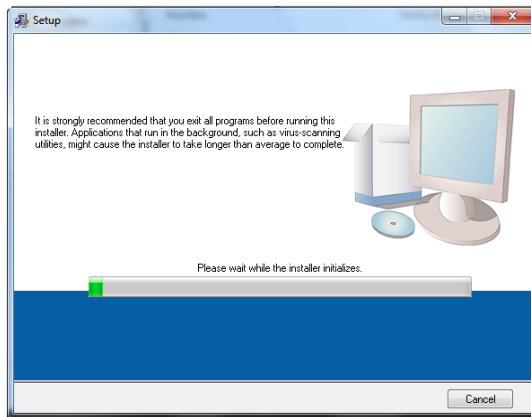 Setup
It is strongly recommended that you exit all programs before running this
installer. Applications that run in the background, such as virus-scanning
utilities, might cause the installer to take longer than average to complete.
Please wait while the installer initializes.
Cancel